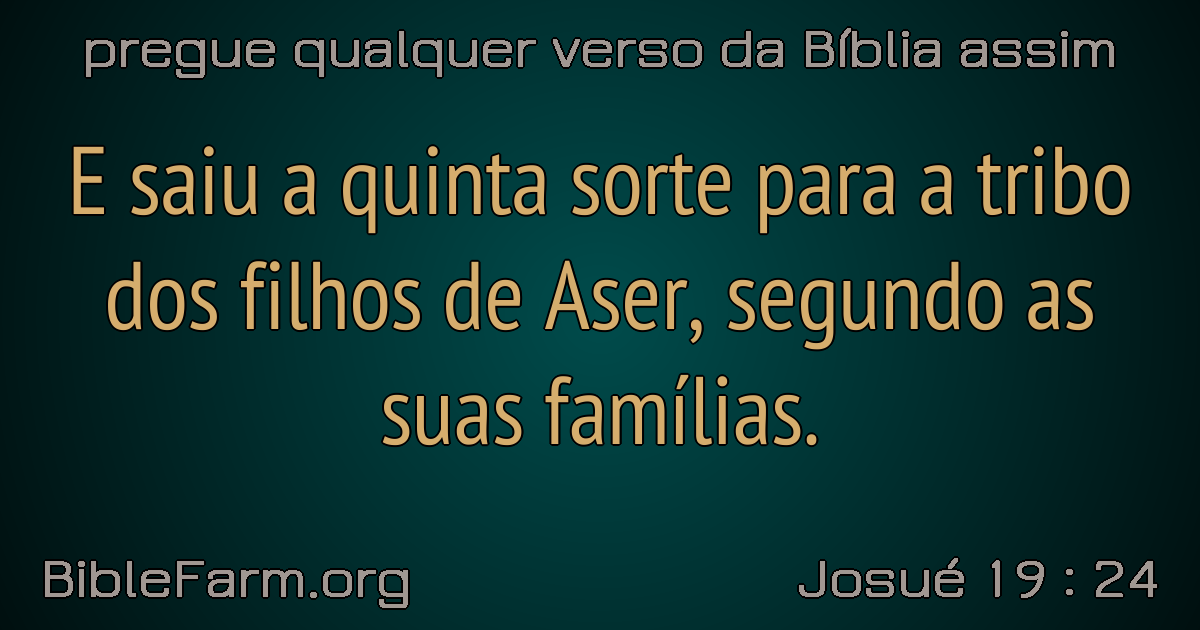 pregue qualquer verso da Bíblia assim
E saiu a quinta sorte para a tribo
dos filhos de Aser, segundo as
suas famílias.
BibleFarm.org
Josué 19 : 24